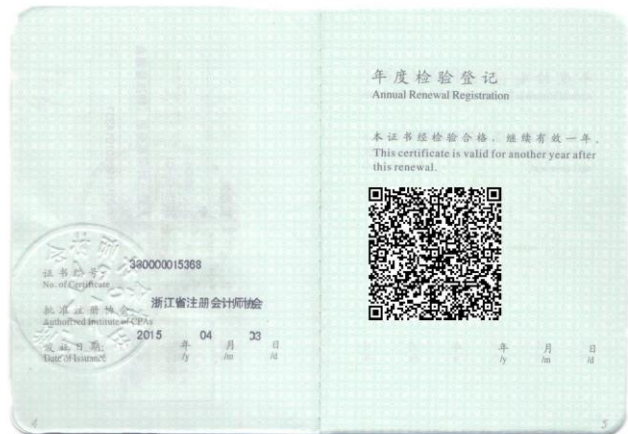 证书编号:
No. of Certificate
330000015368
批准注册协会:
Authorized Institute of CPAs
浙江省注册会计师协会
发证日期:
Date of Issuance
2015 年 04 月 03 日
/y /m /d
4
年度检验登记
Annual Renewal Registration
本证书经检验合格，继续有效一年。
This certificate is valid for another year after
this renewal.
年 月 日
/y /m /d
5